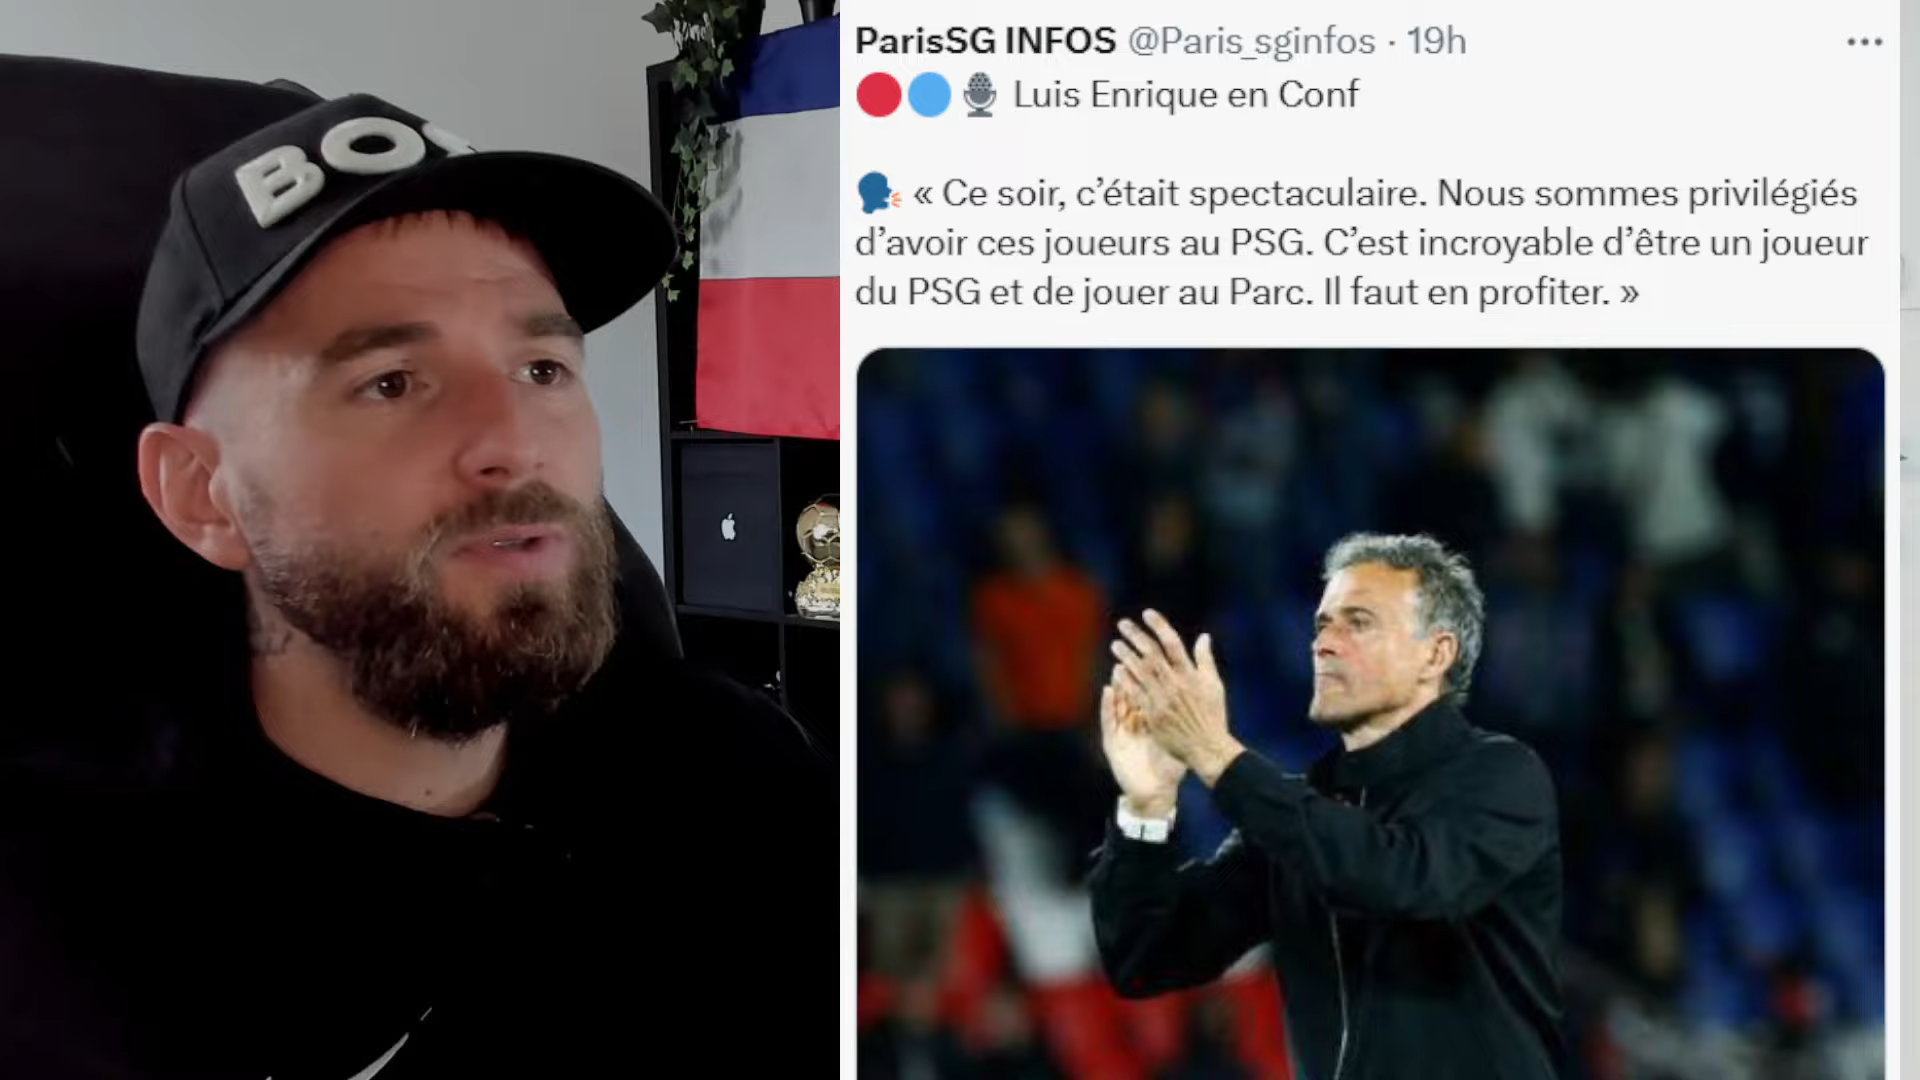 BO
ParisSG INFOS @Paris_sginfos · 19h
Luis Enrique en Conf
« Ce soir, c’était spectaculaire. Nous sommes privilégiés
d’avoir ces joueurs au PSG. C’est incroyable d’être un joueur
du PSG et de jouer au Parc. Il faut en profiter. »